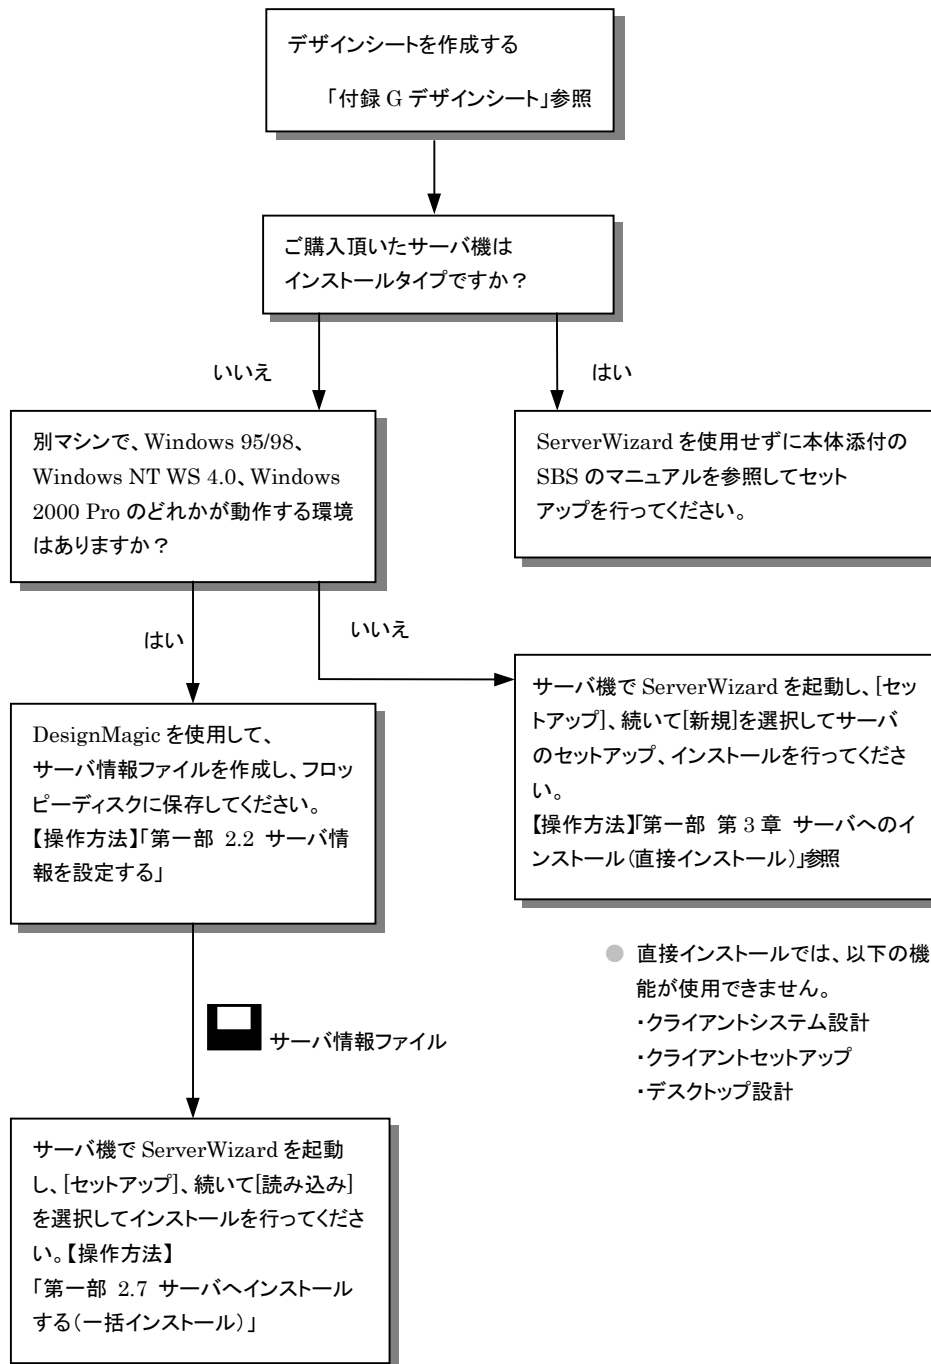 デザインシートを作成する
「付録 G デザインシート」参照
ご購入頂いたサーバ機は
インストールタイプですか？
いいえ
はい
別マシンで、Windows 95/98、
Windows NT WS 4.0、Windows
2000 Pro のどれかが動作する環境
はありますか？
ServerWizard を使用せずに本体添付の
SBS のマニュアルを参照してセット
アップを行ってください。
はい
いいえ
DesignMagic を使用して、
サーバ情報ファイルを作成し、フロッ
ピーディスクに保存してください。
【操作方法】「第一部 2.2 サーバ情
報を設定する」
サーバ機で ServerWizard を起動し、[セッ
トアップ]、続いて[新規]を選択してサーバ
のセットアップ、インストールを行ってくださ
い。
【操作方法】「第一部 第 3 章 サーバへのイ
ンストール（直接インストール）」参照
● 直接インストールでは、以下の機
能が使用できません。
・クライアントシステム設計
・クライアントセットアップ
・デスクトップ設計
サーバ情報ファイル
サーバ機で ServerWizard を起動
し、[セットアップ]、続いて[読み込み]
を選択してインストールを行ってくださ
い。【操作方法】
「第一部 2.7 サーバへインストール
する（一括インストール）」